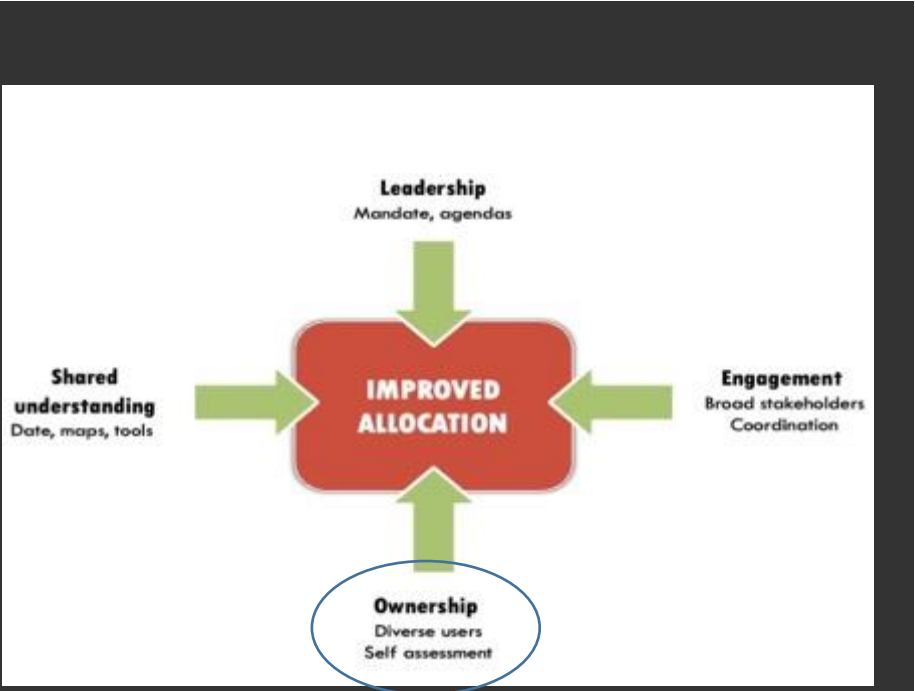 Leadership
Mandate, agendas
Shared
understanding
Date, maps, tools
IMPROVED
ALLOCATION
Engagement
Broad stakeholders
Coordination
Ownership
Diverse users
Self assessment